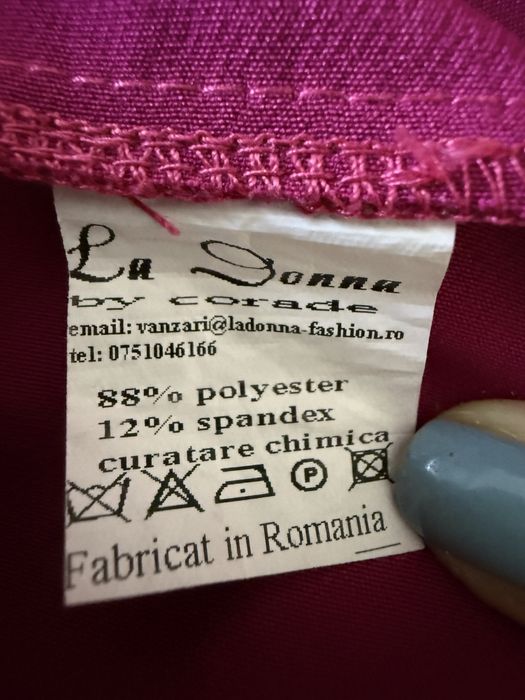 La Donna
by corade
email: vanzari@ladonna-fashion.ro
tel: 0751046166
88% polyester
12% spandex
curatare chimica
P
Fabricat in Romania